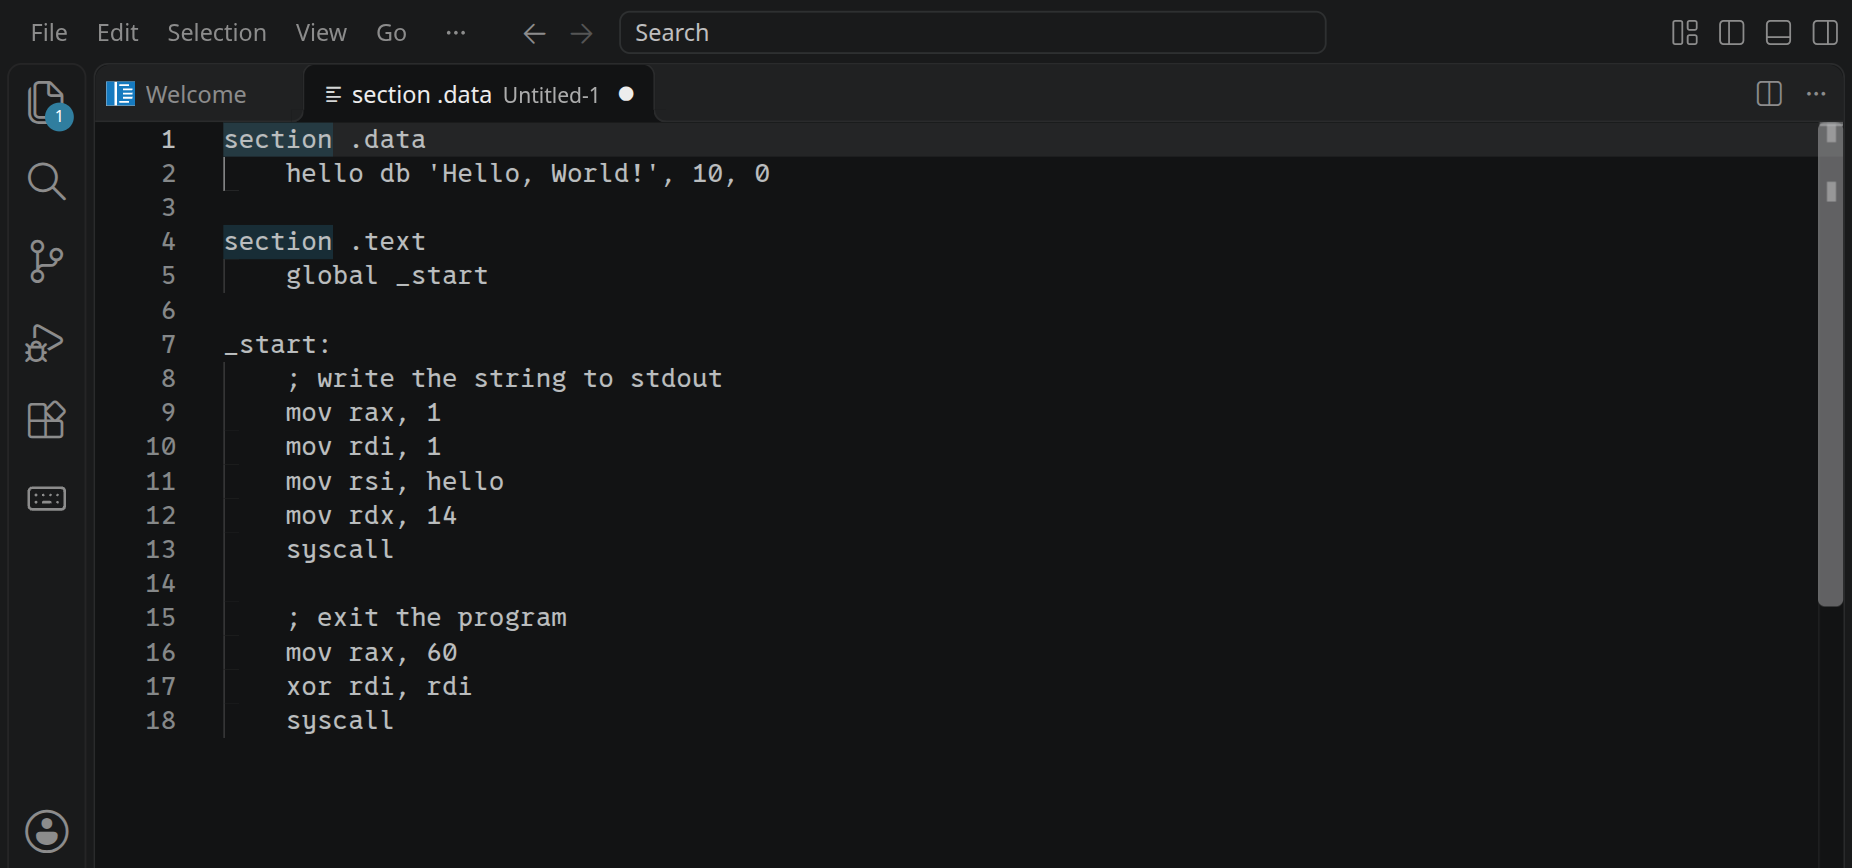 File Edit Selection View Go ··· Search
1
Welcome
section .data Untitled-1
1 section .data
2     hello db 'Hello, World!', 10, 0
3
4 section .text
5     global _start
6
7 _start:
8     ; write the string to stdout
9     mov rax, 1
10     mov rdi, 1
11     mov rsi, hello
12     mov rdx, 14
13     syscall
14
15     ; exit the program
16     mov rax, 60
17     xor rdi, rdi
18     syscall